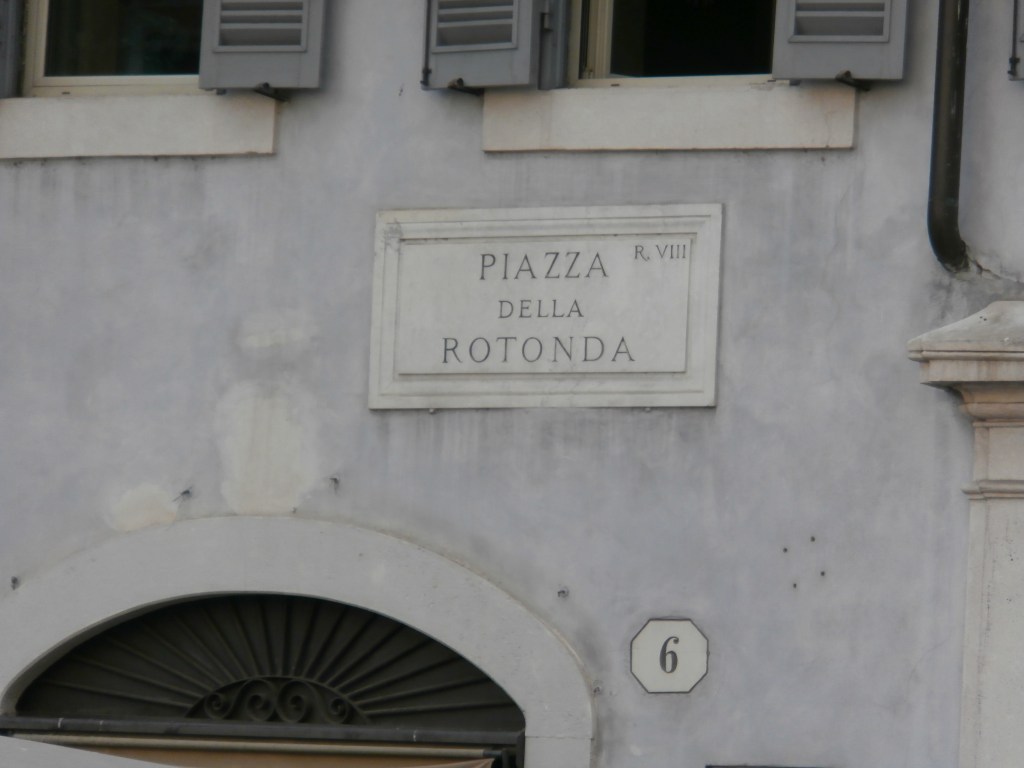 PIAZZA R. VIII
DELLA
ROTONDA
6